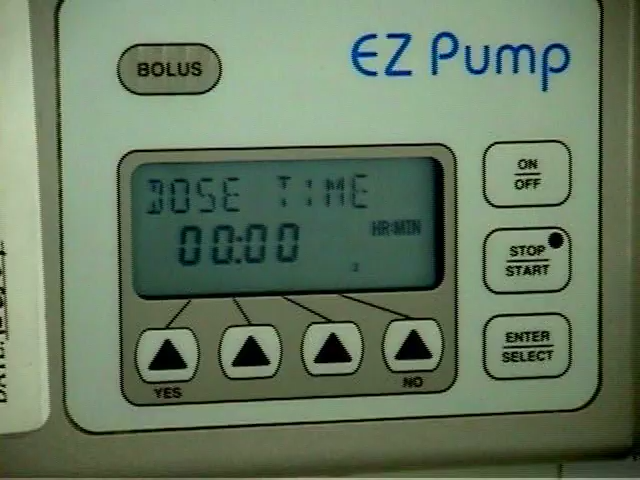 BOLUS
EZ Pump
DOSE TIME
00:00 HR:MIN
ON
OFF
STOP
START
ENTER
SELECT
YES
NO